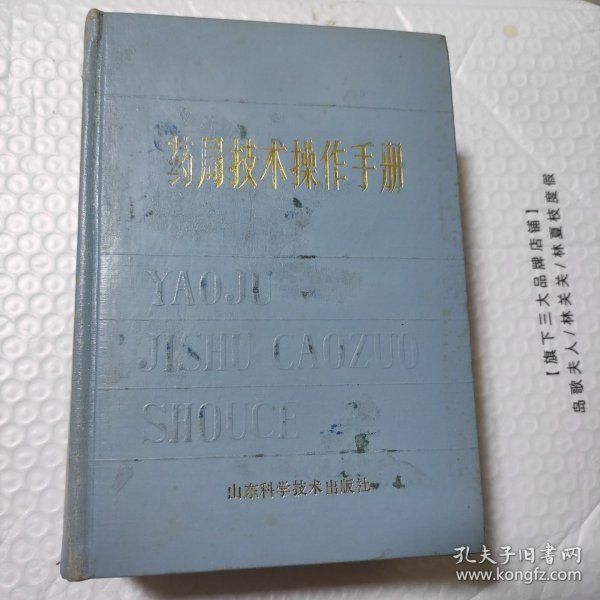 药局技术操作手册
YAOJU
JISHU CAOZUO
SHOUCE
山东科学技术出版社
【旗下三大品牌店铺】
岛歌夫人/林关关/林夏枝度假
孔夫子旧书网
www.kongfz.com